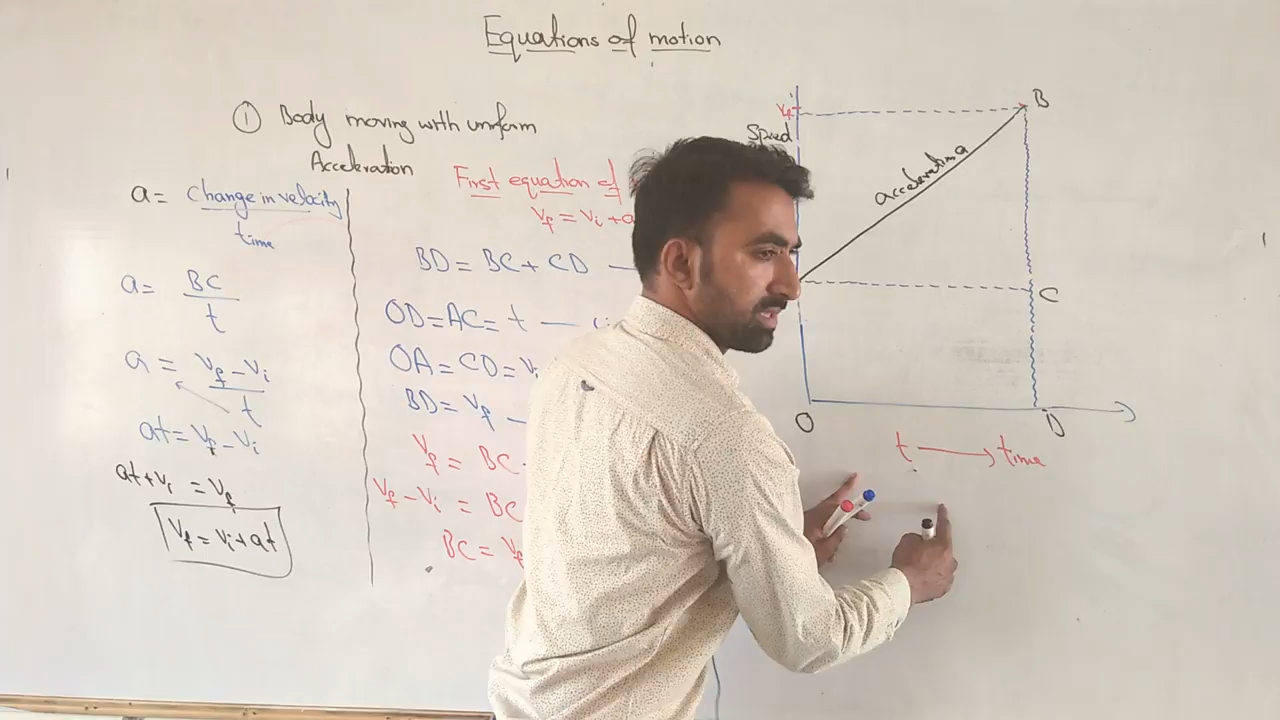 Equations of motion
① Body moving with uniform
Acceleration
a = Change in velocity
time
a = BC
t
a = Vf - Vi
t
at = Vf - Vi
at + Vi = Vf
Vf = Vi + at
First equation of
Vf = Vi + a
BD = BC + CD —
OD = AC = t —
OA = CD = Vi
BD = Vf —
Vf = BC
Vf - Vi = BC
BC = Vf
Vf
Speed
B
acceleration a
C
O
D
t → time